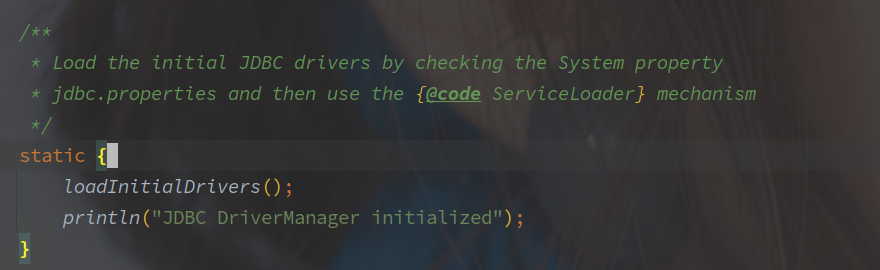 /**
 * Load the initial JDBC drivers by checking the System property
 * jdbc.properties and then use the {@code ServiceLoader} mechanism
 */
static {
    loadInitialDrivers();
    println("JDBC DriverManager initialized");
}